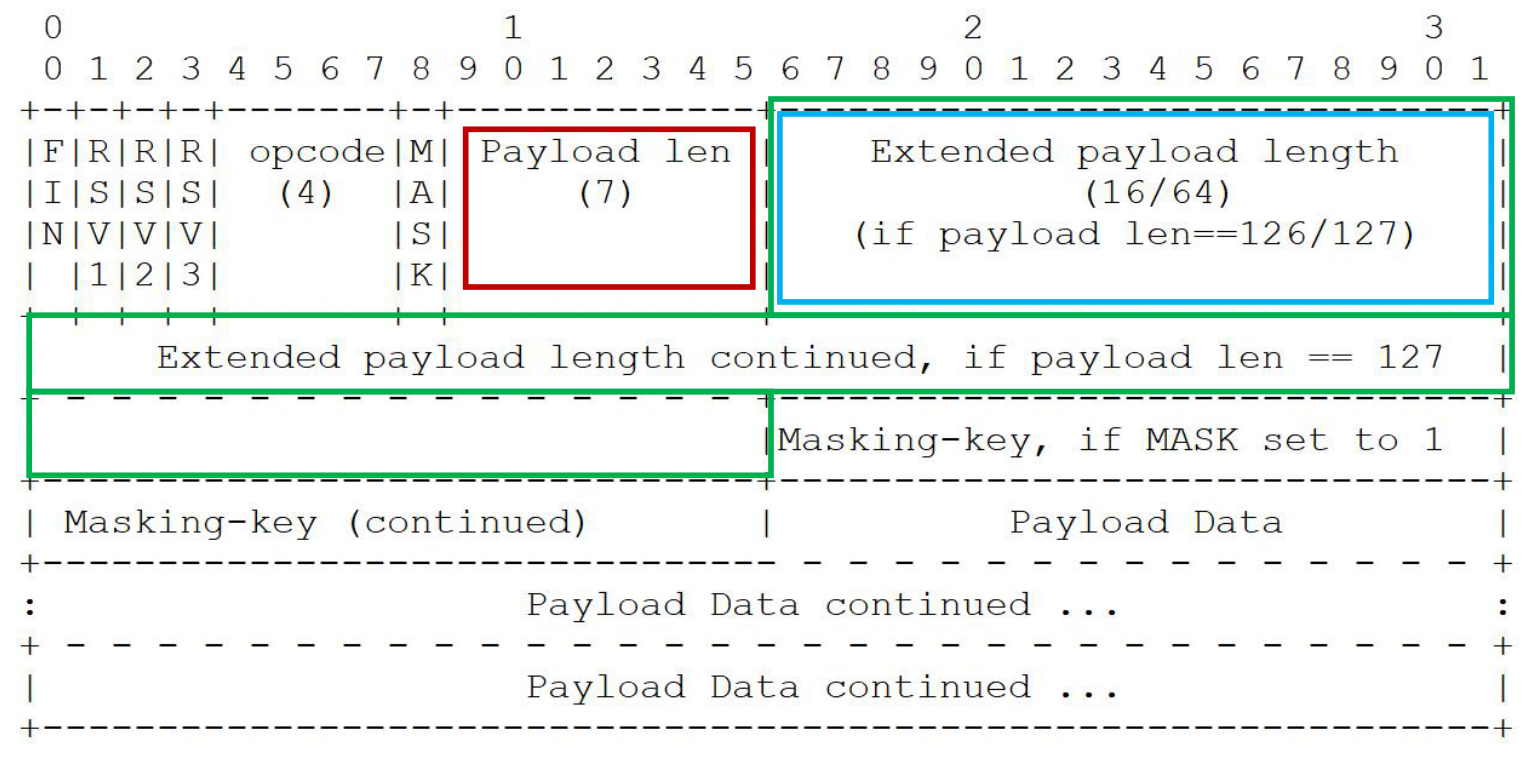 0 1 2 3
0 1 2 3 4 5 6 7 8 9 0 1 2 3 4 5 6 7 8 9 0 1 2 3 4 5 6 7 8 9 0 1
+-+-+-+-+-------+-+-------------+-------------------------------+
|F|R|R|R| opcode|M| Payload len | Extended payload length |
|I|S|S|S| (4) |A| (7) | (16/64) |
|N|V|V|V| |S| | (if payload len==126/127) |
| |1|2|3| |K| | |
+-+-+-+-+-------+-+-------------+ - - - - - - - - - - - - - - - +
Extended payload length continued, if payload len == 127 |
+ - - - - - - - - - - - - - - - +-------------------------------+
|Masking-key, if MASK set to 1 |
+-------------------------------+-------------------------------+
| Masking-key (continued) | Payload Data |
+-------------------------------- - - - - - - - - - - - - - - - +
: Payload Data continued ... :
+ - - - - - - - - - - - - - - - - - - - - - - - - - - - - - - - +
| Payload Data continued ... |
+---------------------------------------------------------------+